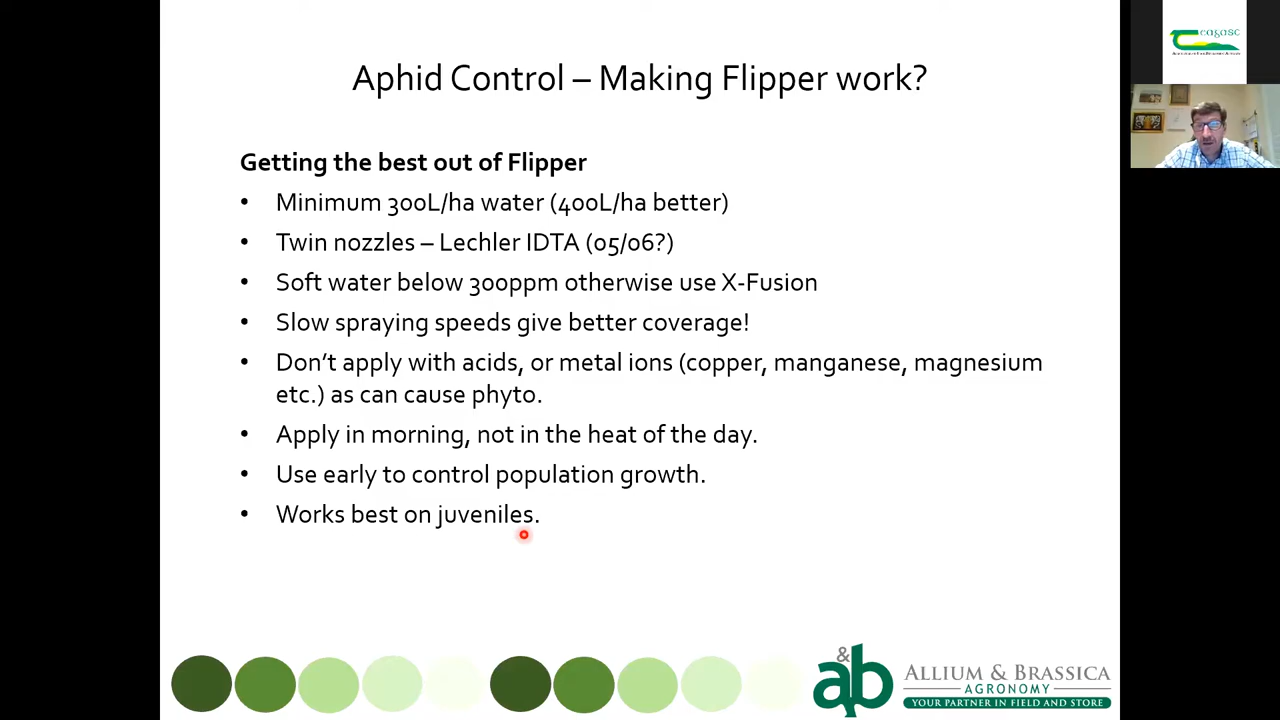 Aphid Control – Making Flipper work?
Getting the best out of Flipper
• Minimum 300L/ha water (400L/ha better)
• Twin nozzles – Lechler IDTA (05/06?)
• Soft water below 300ppm otherwise use X-Fusion
• Slow spraying speeds give better coverage!
• Don’t apply with acids, or metal ions (copper, manganese, magnesium
etc.) as can cause phyto.
• Apply in morning, not in the heat of the day.
• Use early to control population growth.
• Works best on juveniles.
& a b
ALLIUM & BRASSICA
AGRONOMY
YOUR PARTNER IN FIELD AND STORE
eagasc